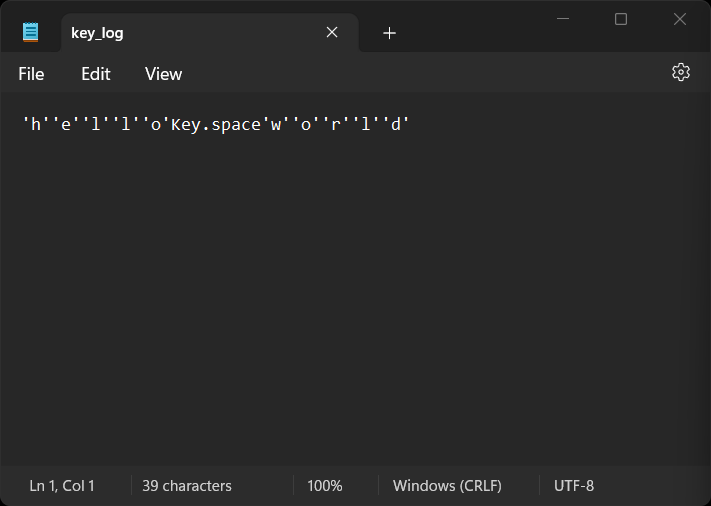 key_log
File Edit View
'h''e''l''l''o'Key.space'w''o''r''l''d'
Ln 1, Col 1 39 characters 100% Windows (CRLF) UTF-8